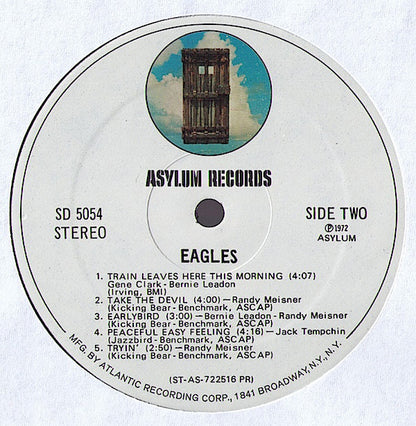 ASYLUM RECORDS
SD 5054
STEREO
SIDE TWO
Ⓟ1972
ASYLUM
EAGLES
1. TRAIN LEAVES HERE THIS MORNING (4:07)
Gene Clark-Bernie Leadon
(Irving, BMI)
2. TAKE THE DEVIL (4:00)—Randy Meisner
(Kicking Bear-Benchmark, ASCAP)
3. EARLYBIRD (3:00)—Bernie Leadon-Randy Meisner
(Kicking Bear-Benchmark, ASCAP)
4. PEACEFUL EASY FEELING (4:16)—Jack Tempchin
(Jazzbird-Benchmark, ASCAP)
5. TRYIN' (2:50)—Randy Meisner
(Kicking Bear-Benchmark, ASCAP)
(ST-AS-722516 PR)
MFG. BY ATLANTIC RECORDING CORP., 1841 BROADWAY, N.Y., N.Y.